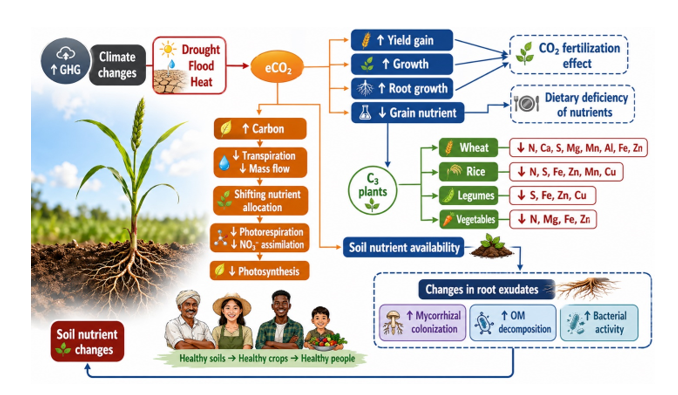 ↑ GHG
Climate
changes
Drought
Flood
Heat
eCO₂
↑ Yield gain
↑ Growth
↑ Root growth
↓ Grain nutrient
CO₂ fertilization
effect
Dietary deficiency
of nutrients
↑ Carbon
↓ Transpiration
↓ Mass flow
Shifting nutrient
allocation
↓ Photorespiration
↓ NO₃⁻ assimilation
↓ Photosynthesis
C₃
plants
Wheat
↓ N, Ca, S, Mg, Mn, Al, Fe, Zn
Rice
↓ N, S, Fe, Zn, Mn, Cu
Legumes
↓ S, Fe, Zn, Cu
Vegetables
↓ N, Mg, Fe, Zn
Soil nutrient availability
Changes in root exudates
↑ Mycorrhizal
colonization
↑ OM
decomposition
↑ Bacterial
activity
Soil nutrient
changes
Healthy soils → Healthy crops → Healthy people